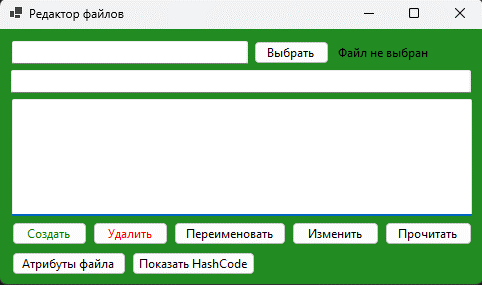 Редактор файлов
Выбрать Файл не выбран
Создать Удалить Переименовать Изменить Прочитать
Атрибуты файла Показать HashCode